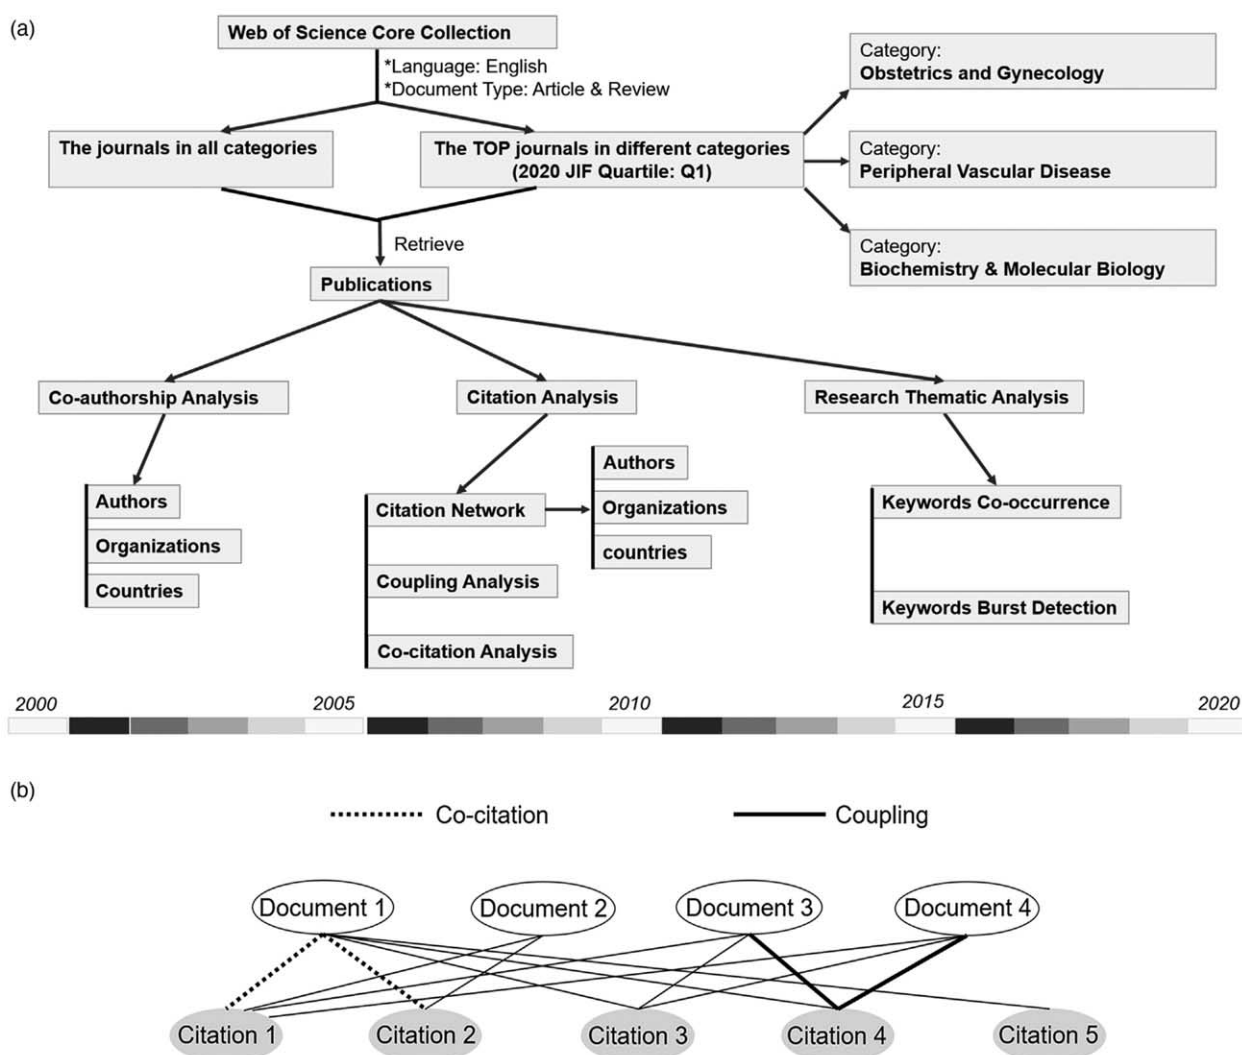 (a)
Web of Science Core Collection
*Language: English
*Document Type: Article & Review
Category:
Obstetrics and Gynecology
The journals in all categories
The TOP journals in different categories
(2020 JIF Quartile: Q1)
Category:
Peripheral Vascular Disease
Category:
Biochemistry & Molecular Biology
Retrieve
Publications
Co-authorship Analysis
Citation Analysis
Research Thematic Analysis
Authors
Organizations
Countries
Citation Network
Coupling Analysis
Co-citation Analysis
Authors
Organizations
countries
Keywords Co-occurrence
Keywords Burst Detection
2000
2005
2010
2015
2020
(b)
Co-citation
Coupling
Document 1
Document 2
Document 3
Document 4
Citation 1
Citation 2
Citation 3
Citation 4
Citation 5